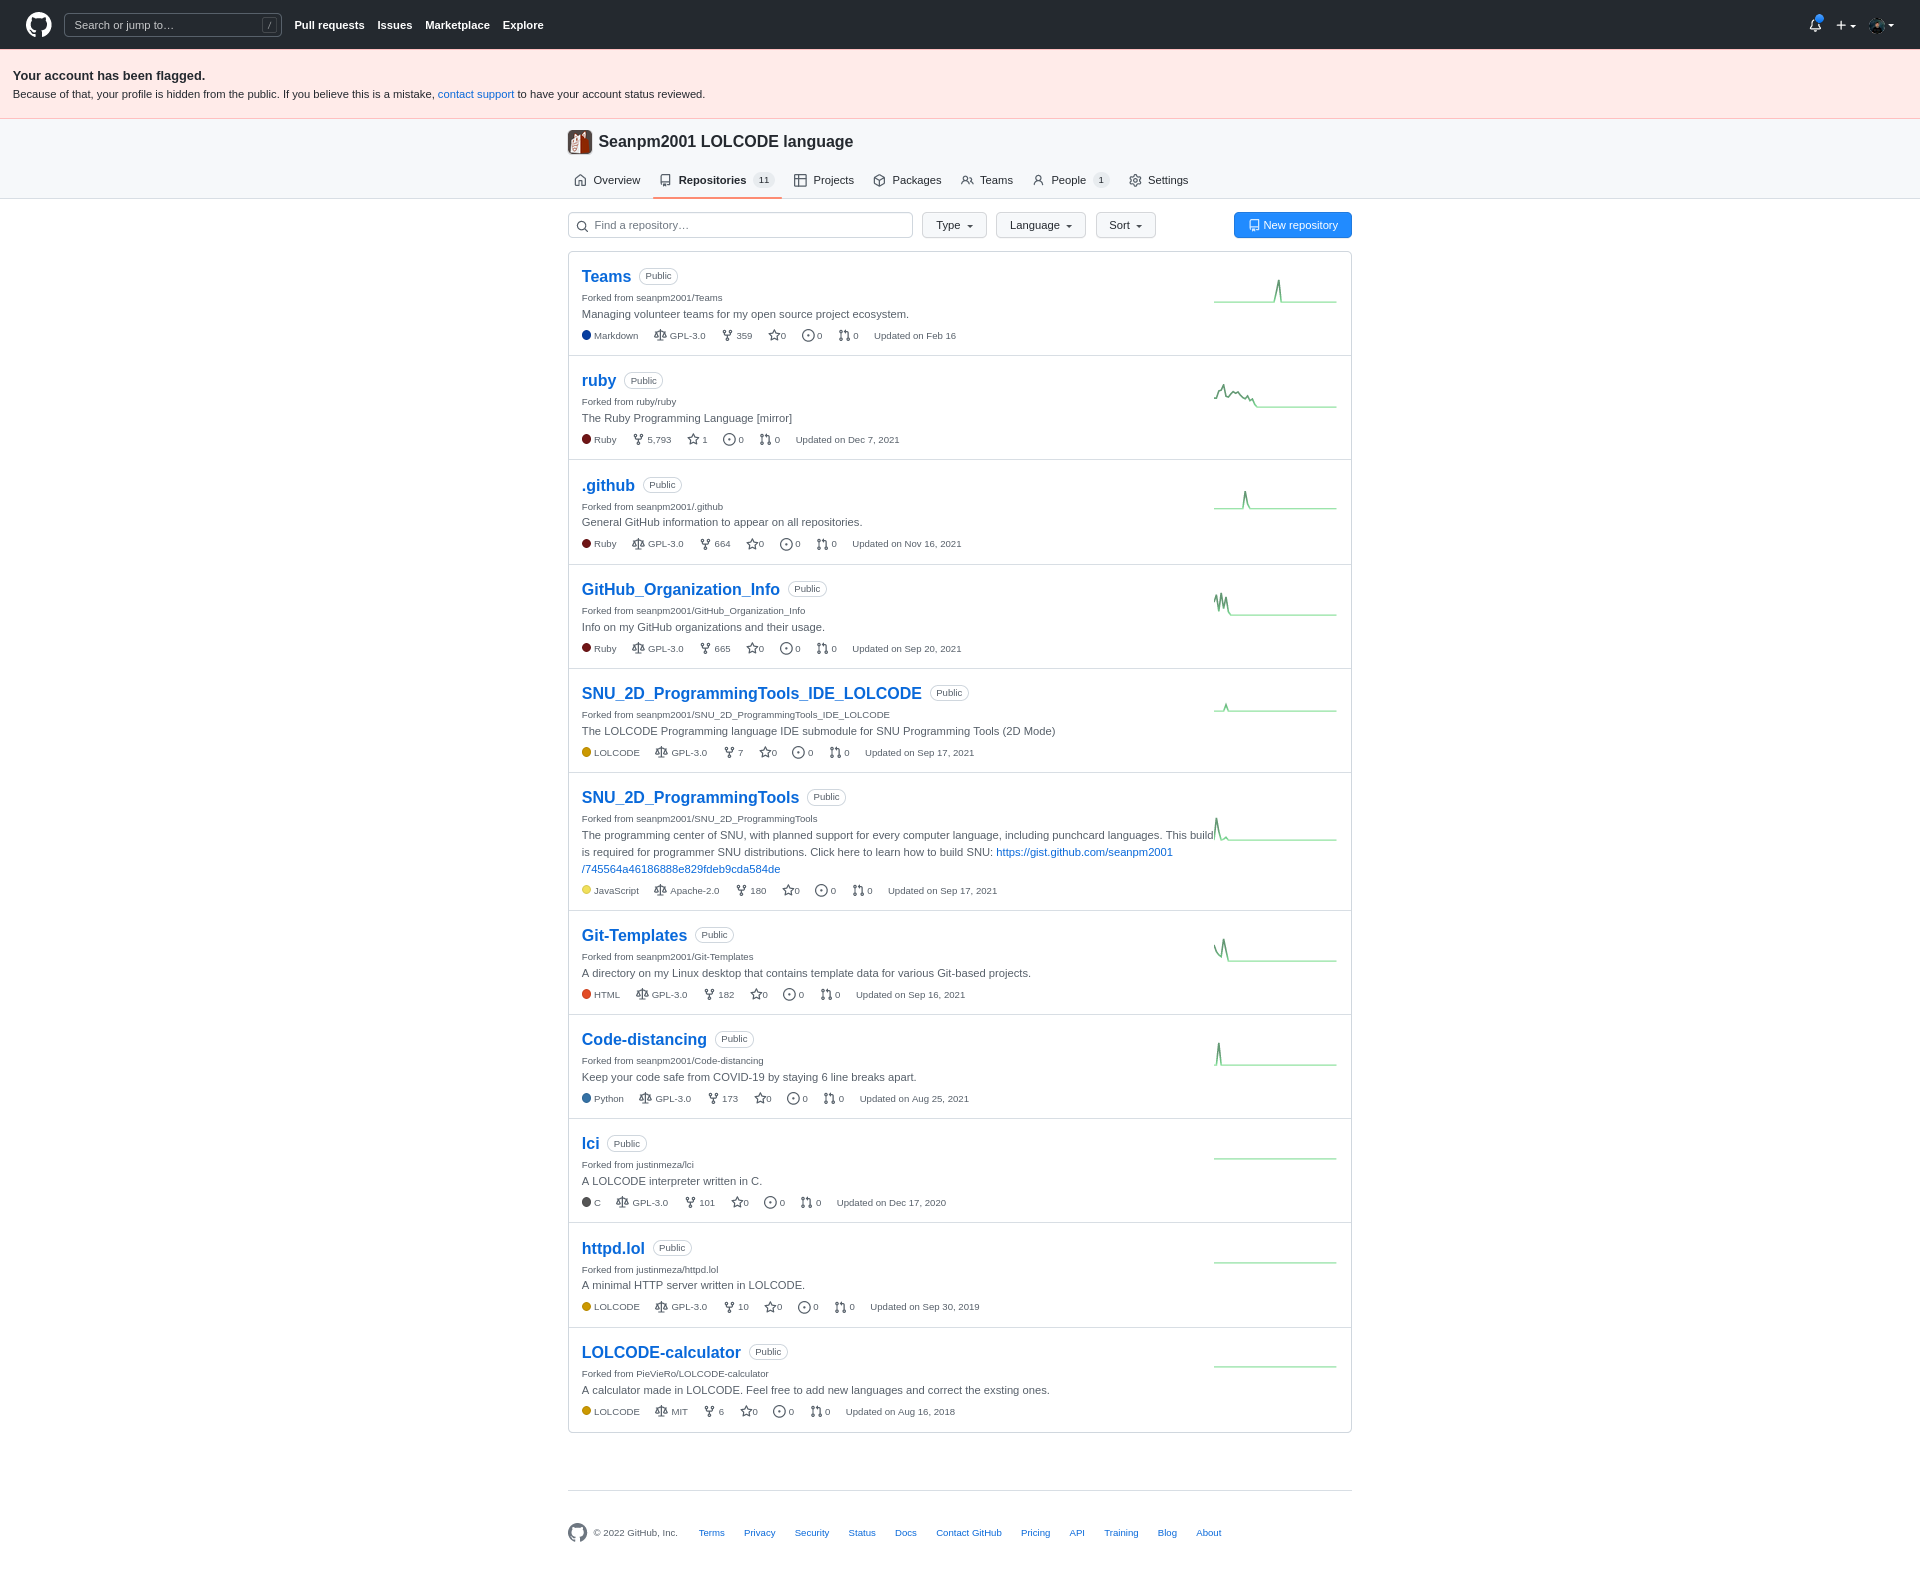 Search or jump to… /
Pull requests Issues Marketplace Explore
Your account has been flagged.
Because of that, your profile is hidden from the public. If you believe this is a mistake, contact support to have your account status reviewed.
Seanpm2001 LOLCODE language
Overview Repositories 11 Projects Packages Teams People 1 Settings
Find a repository… Type Language Sort New repository
Teams Public
Forked from seanpm2001/Teams
Managing volunteer teams for my open source project ecosystem.
Markdown GPL-3.0 359 0 0 0 Updated on Feb 16
ruby Public
Forked from ruby/ruby
The Ruby Programming Language [mirror]
Ruby 5,793 1 0 0 Updated on Dec 7, 2021
.github Public
Forked from seanpm2001/.github
General GitHub information to appear on all repositories.
Ruby GPL-3.0 664 0 0 0 Updated on Nov 16, 2021
GitHub_Organization_Info Public
Forked from seanpm2001/GitHub_Organization_Info
Info on my GitHub organizations and their usage.
Ruby GPL-3.0 665 0 0 0 Updated on Sep 20, 2021
SNU_2D_ProgrammingTools_IDE_LOLCODE Public
Forked from seanpm2001/SNU_2D_ProgrammingTools_IDE_LOLCODE
The LOLCODE Programming language IDE submodule for SNU Programming Tools (2D Mode)
LOLCODE GPL-3.0 7 0 0 0 Updated on Sep 17, 2021
SNU_2D_ProgrammingTools Public
Forked from seanpm2001/SNU_2D_ProgrammingTools
The programming center of SNU, with planned support for every computer language, including punchcard languages. This build
is required for programmer SNU distributions. Click here to learn how to build SNU: https://gist.github.com/seanpm2001
/745564a46186888e829fdeb9cda584de
JavaScript Apache-2.0 180 0 0 0 Updated on Sep 17, 2021
Git-Templates Public
Forked from seanpm2001/Git-Templates
A directory on my Linux desktop that contains template data for various Git-based projects.
HTML GPL-3.0 182 0 0 0 Updated on Sep 16, 2021
Code-distancing Public
Forked from seanpm2001/Code-distancing
Keep your code safe from COVID-19 by staying 6 line breaks apart.
Python GPL-3.0 173 0 0 0 Updated on Aug 25, 2021
lci Public
Forked from justinmeza/lci
A LOLCODE interpreter written in C.
C GPL-3.0 101 0 0 0 Updated on Dec 17, 2020
httpd.lol Public
Forked from justinmeza/httpd.lol
A minimal HTTP server written in LOLCODE.
LOLCODE GPL-3.0 10 0 0 0 Updated on Sep 30, 2019
LOLCODE-calculator Public
Forked from PieVieRo/LOLCODE-calculator
A calculator made in LOLCODE. Feel free to add new languages and correct the exsting ones.
LOLCODE MIT 6 0 0 0 Updated on Aug 16, 2018
© 2022 GitHub, Inc. Terms Privacy Security Status Docs Contact GitHub Pricing API Training Blog About